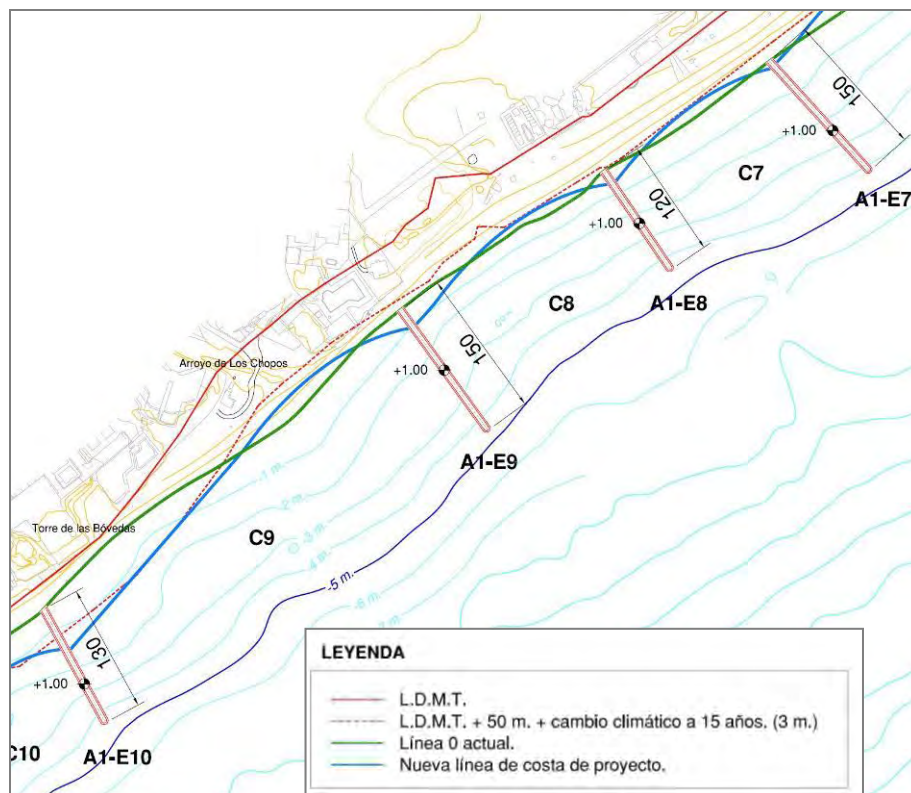 150
+1.00
C7
A1-E7
120
+1.00
A1-E8
C8
150
Arroyo de Los Chopos
+1.00
A1-E9
-1 m.
-2 m.
-3 m.
-4 m.
-5 m.
-6 m.
C9
Torre de las Bóvedas
130
+1.00
C10
A1-E10
LEYENDA
L.D.M.T.
L.D.M.T. + 50 m. + cambio climático a 15 años. (3 m.)
Línea 0 actual.
Nueva línea de costa de proyecto.